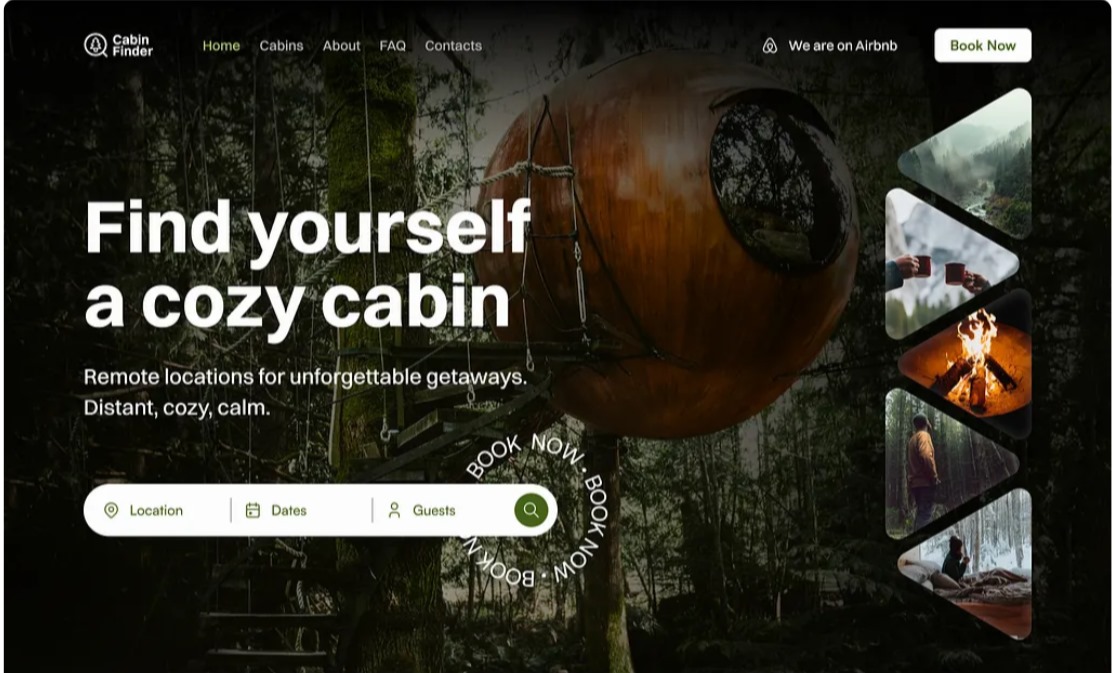 Cabin
Finder
Home
Cabins
About
FAQ
Contacts
We are on Airbnb
Book Now
Find yourself
a cozy cabin
Remote locations for unforgettable getaways.
Distant, cozy, calm.
Location
Dates
Guests
BOOK NOW • BOOK NOW • BOOK N